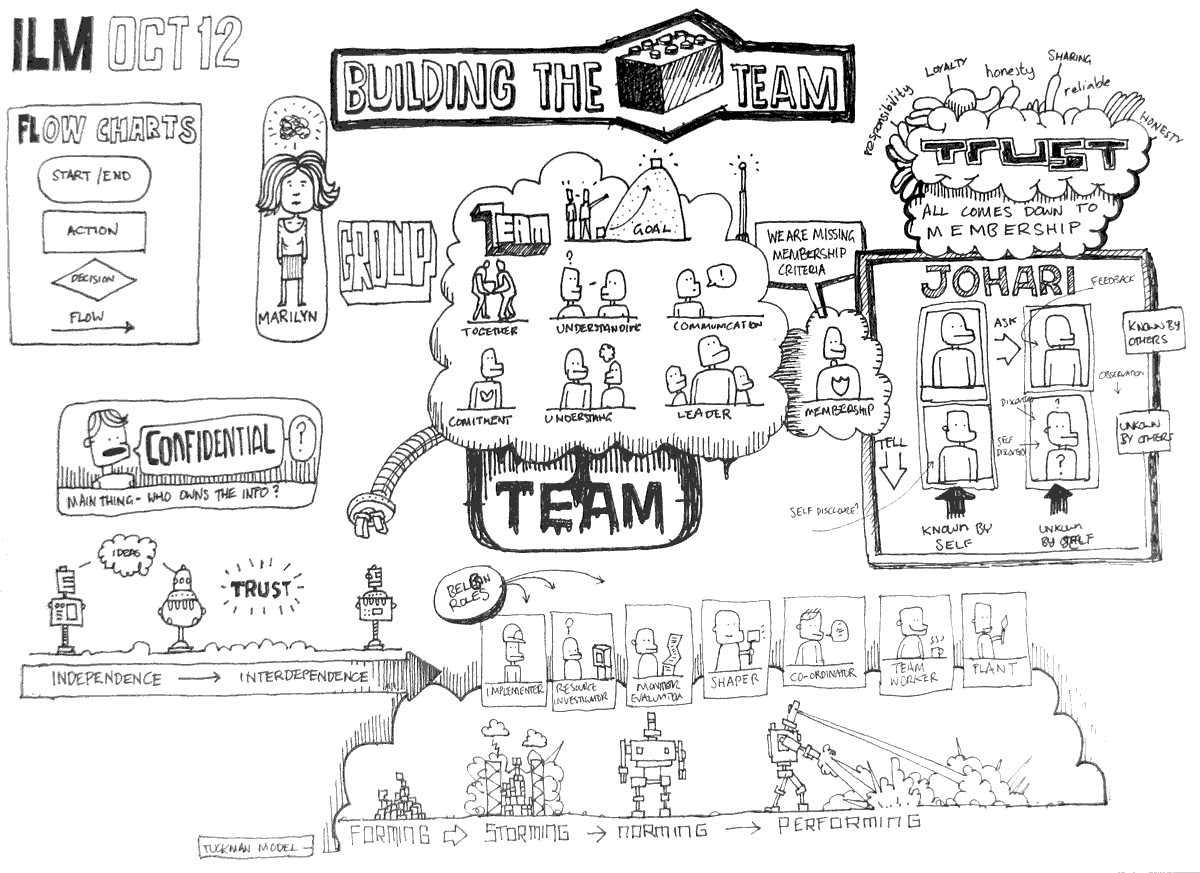 ILM OCT 12
BUILDING THE TEAM
FLOW CHARTS
START/END
ACTION
DECISION
FLOW
MARILYN
GROUP
TEAM
GOAL
TOGETHER
UNDERSTANDING
COMMUNICATION
COMITMENT
UNDERSTANG
LEADER
TEAM
WE ARE MISSING
MEMBERSHIP
CRITERIA
MEMBERSHIP
responsibility
LOYALTY
honesty
SHARING
reliable
HONESTY
TRUST
ALL COMES DOWN TO
MEMBERSHIP
JOHARI
FEEDBACK
ASK
KNOWN BY
OTHERS
OBSERVATION
UNKOWN
BY OTHERS
TELL
SELF
SELF DISCLOSURE?
KNOWN BY
SELF
UNKOWN
BY SELF
CONFIDENTIAL
?
MAIN THING - WHO OWNS THE INFO?
IDEAS
TRUST
INDEPENDENCE → INTERDEPENDENCE
BELBIN
ROLES
IMPLEMENTER
RESOURCE
INVESTIGATOR
MONITOR
EVALUATOR
SHAPER
CO-ORDINATOR
TEAM
WORKER
PLANT
FORMING ⇨ STORMING → NORMING → PERFORMING
TUCKMAN MODEL